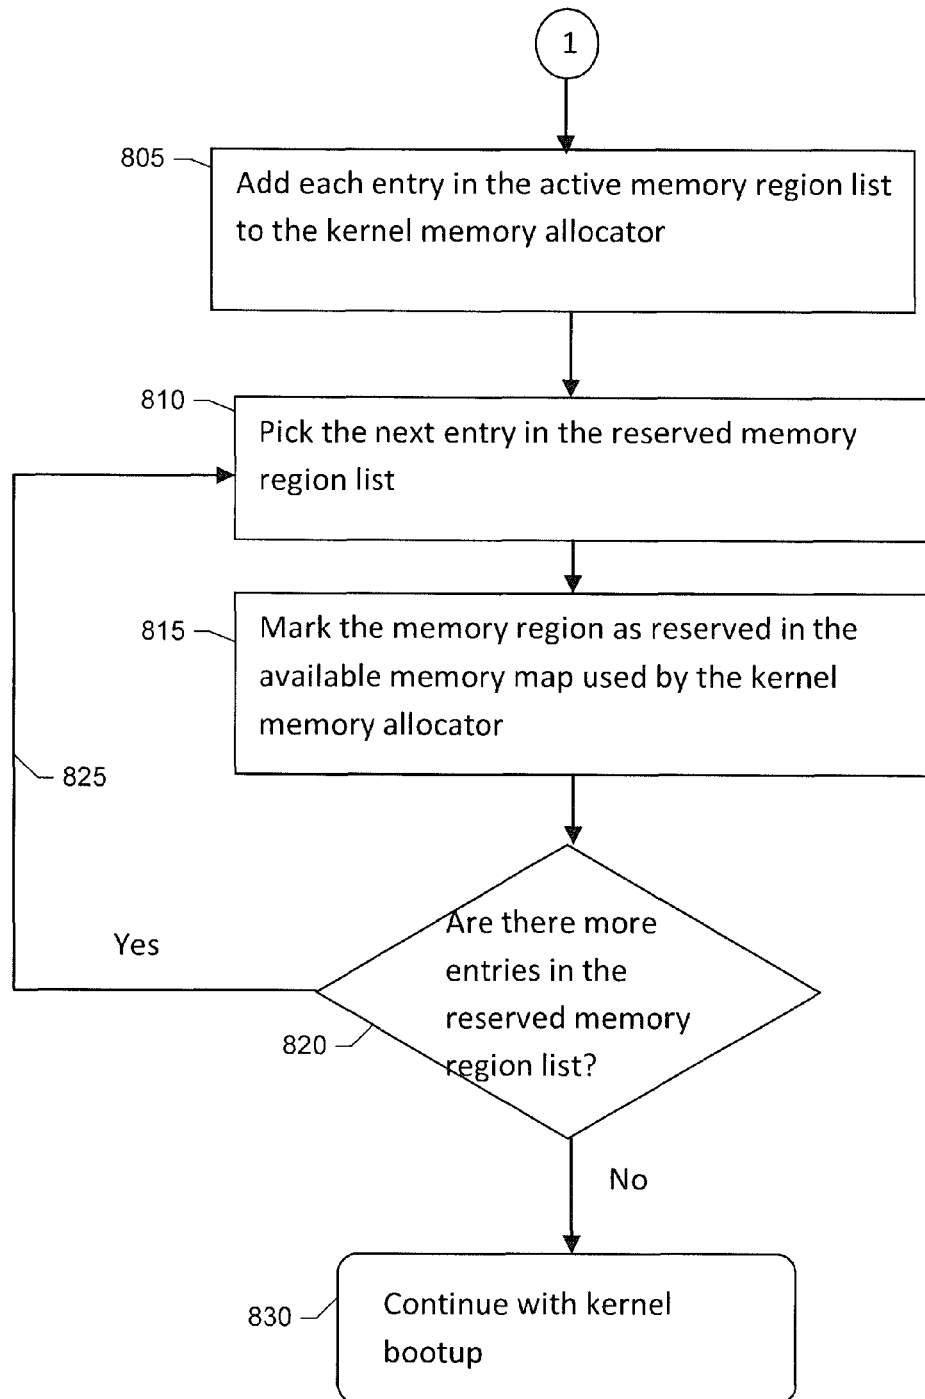 1
805
Add each entry in the active memory region list
to the kernel memory allocator
810
Pick the next entry in the reserved memory
region list
815
Mark the memory region as reserved in the
available memory map used by the kernel
memory allocator
825
Yes
Are there more
entries in the
reserved memory
region list?
820
No
830
Continue with kernel
bootup